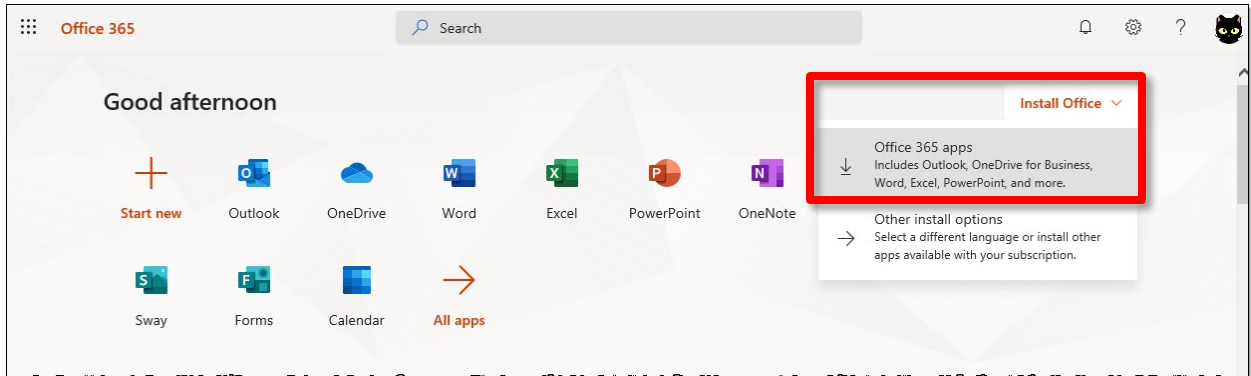 Office 365
Search
?
Good afternoon
Install Office
Office 365 apps
Includes Outlook, OneDrive for Business,
Word, Excel, PowerPoint, and more.
Other install options
Select a different language or install other
apps available with your subscription.
Start new
Outlook
OneDrive
Word
Excel
PowerPoint
OneNote
Sway
Forms
Calendar
All apps